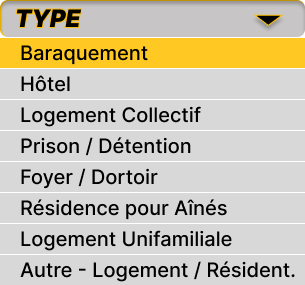 TYPE
Baraquement
Hôtel
Logement Collectif
Prison / Détention
Foyer / Dortoir
Résidence pour Aînés
Logement Unifamiliale
Autre - Logement / Résident.